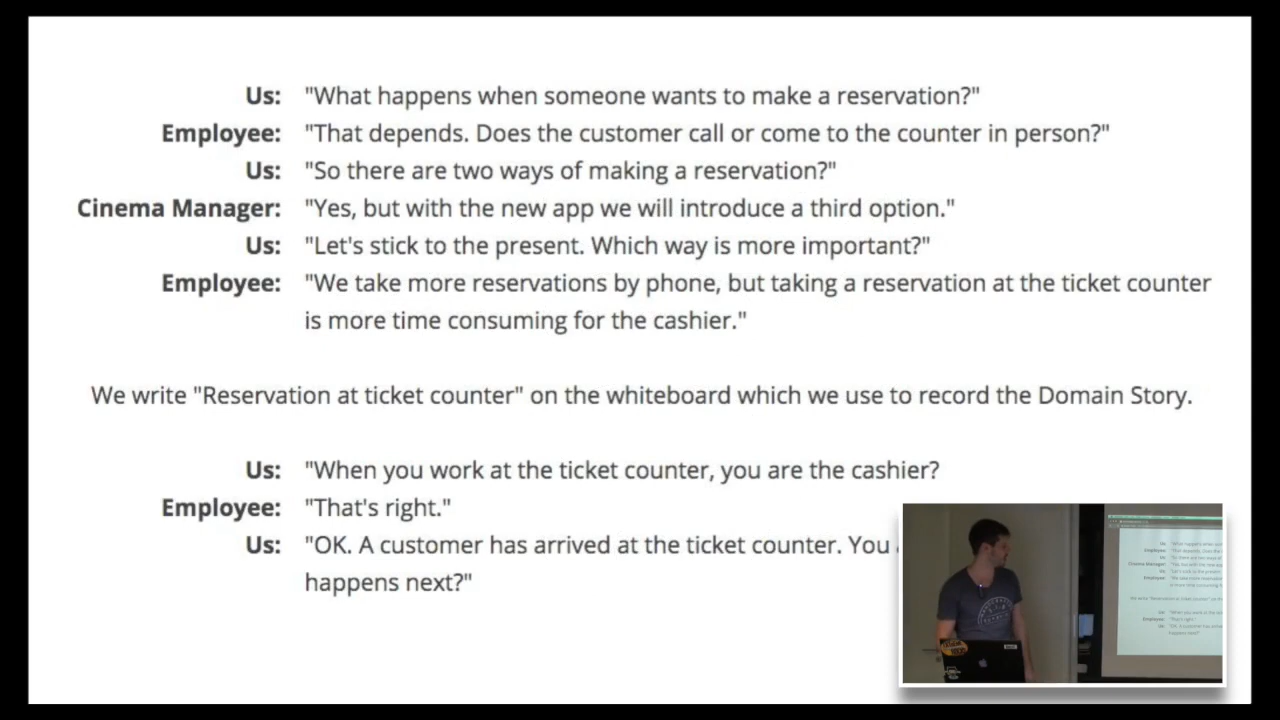 Us: "What happens when someone wants to make a reservation?"
Employee: "That depends. Does the customer call or come to the counter in person?"
Us: "So there are two ways of making a reservation?"
Cinema Manager: "Yes, but with the new app we will introduce a third option."
Us: "Let's stick to the present. Which way is more important?"
Employee: "We take more reservations by phone, but taking a reservation at the ticket counter
is more time consuming for the cashier."
We write "Reservation at ticket counter" on the whiteboard which we use to record the Domain Story.
Us: "When you work at the ticket counter, you are the cashier?
Employee: "That's right."
Us: "OK. A customer has arrived at the ticket counter. You
happens next?"